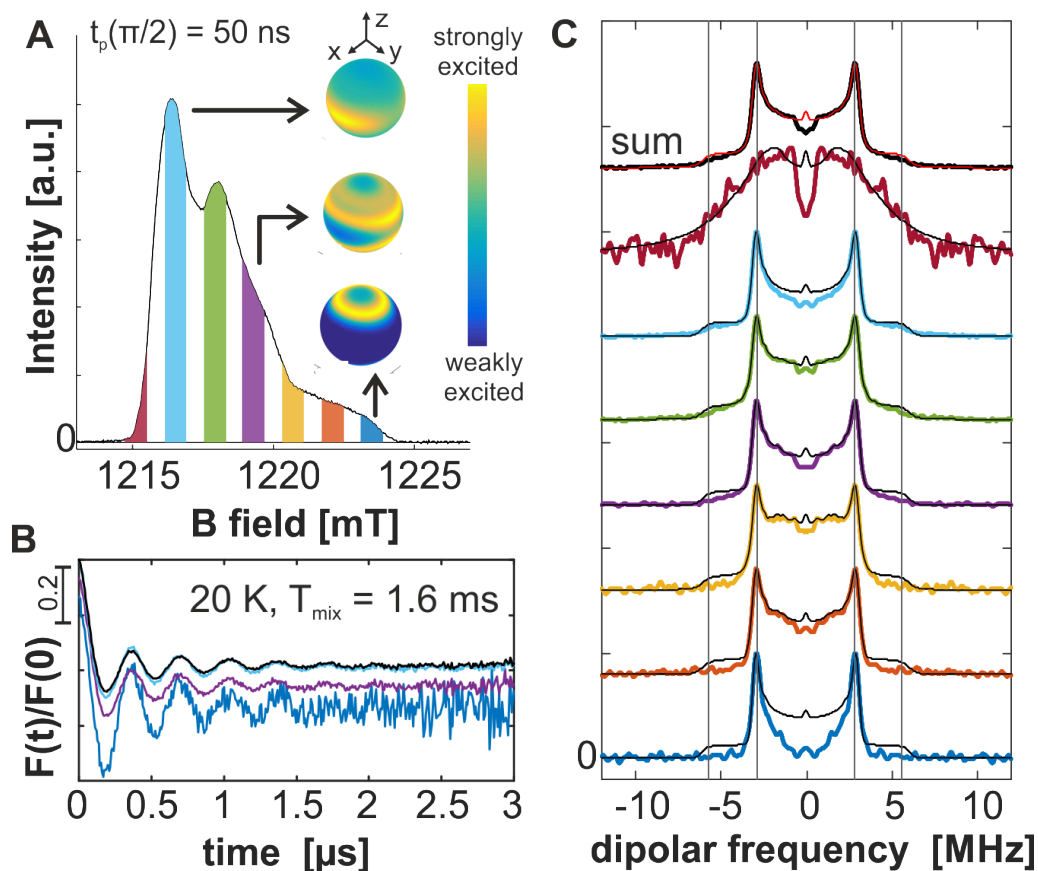 A
t_p(π/2) = 50 ns
z
x
y
strongly
excited
weakly
excited
Intensity [a.u.]
0
1215
1220
1225
B field [mT]
B
0.2
20 K, T_mix = 1.6 ms
F(t)/F(0)
0
0.5
1
1.5
2
2.5
3
time [µs]
C
sum
0
-10
-5
0
5
10
dipolar frequency [MHz]